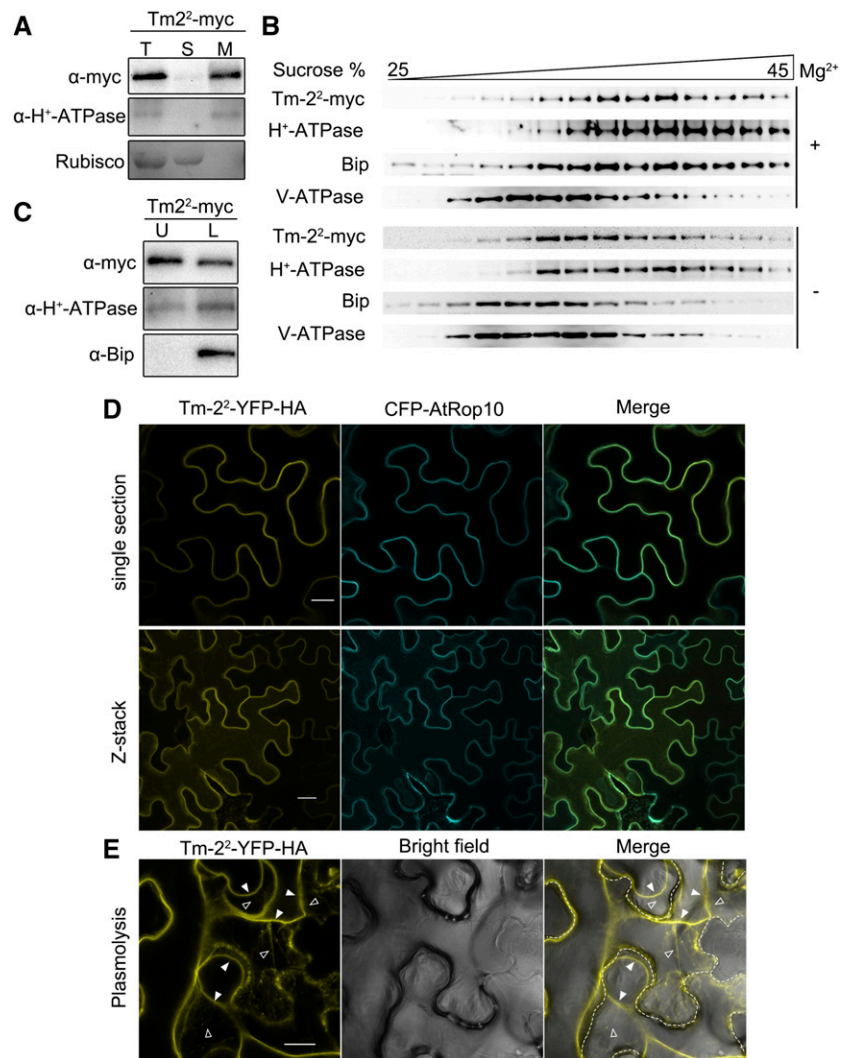 A
Tm2²-myc
T S M
α-myc
α-H⁺-ATPase
Rubisco
B
Sucrose %
25 45 Mg²⁺
Tm-2²-myc
H⁺-ATPase
Bip
V-ATPase
+
Tm-2²-myc
H⁺-ATPase
Bip
V-ATPase
-
C
Tm2²-myc
U L
α-myc
α-H⁺-ATPase
α-Bip
D
Tm-2²-YFP-HA CFP-AtRop10 Merge
single section
Z-stack
E
Tm-2²-YFP-HA Bright field Merge
Plasmolysis